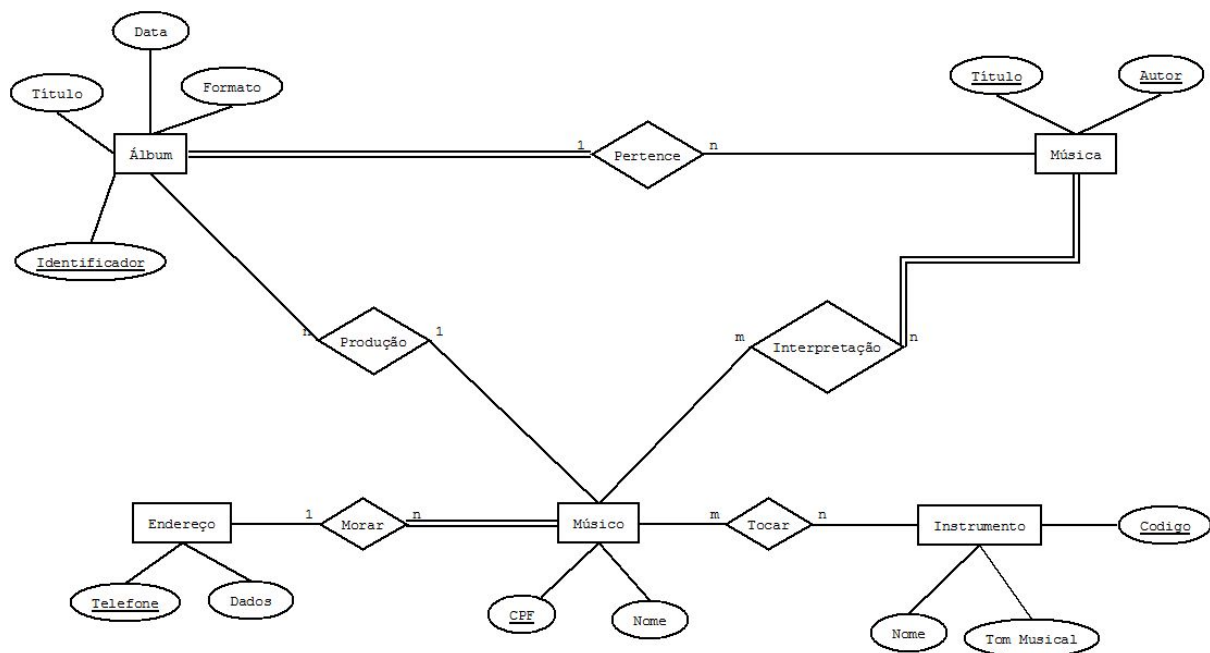 Data
Título
Formato
Título
Autor
Álbum
1
Pertence
n
Música
Identificador
n
Produção
1
m
Interpretação
n
Endereço
1
Morar
n
Músico
m
Tocar
n
Instrumento
Codigo
Telefone
Dados
CPF
Nome
Nome
Tom Musical